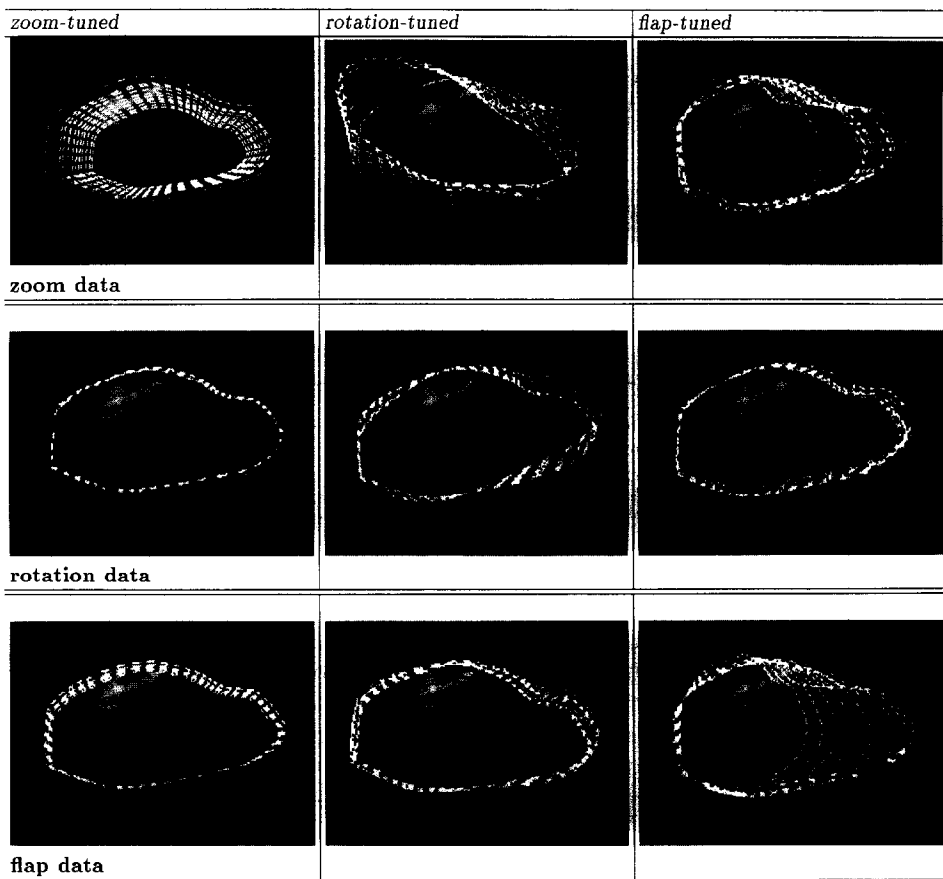 zoom-tuned rotation-tuned flap-tuned
zoom data
rotation data
flap data